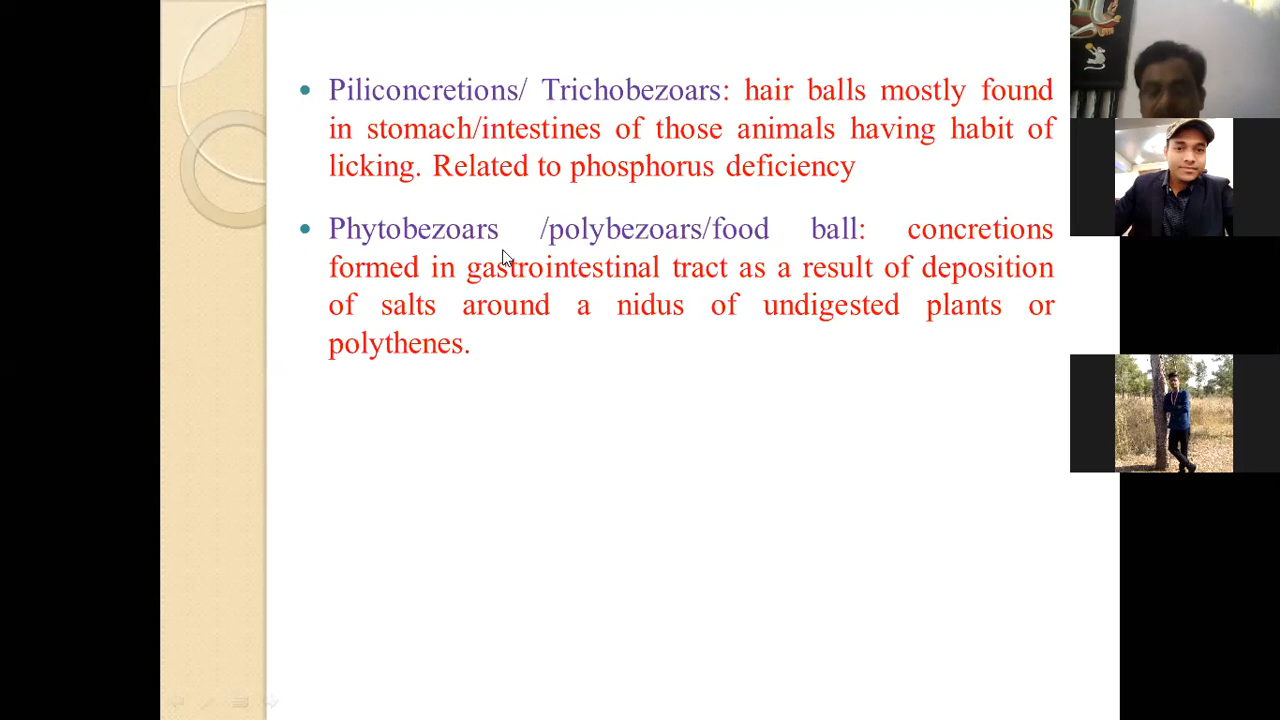 Piliconcretions/ Trichobezoars: hair balls mostly found
in stomach/intestines of those animals having habit of
licking. Related to phosphorus deficiency
Phytobezoars /polybezoars/food ball: concretions
formed in gastrointestinal tract as a result of deposition
of salts around a nidus of undigested plants or
polythenes.